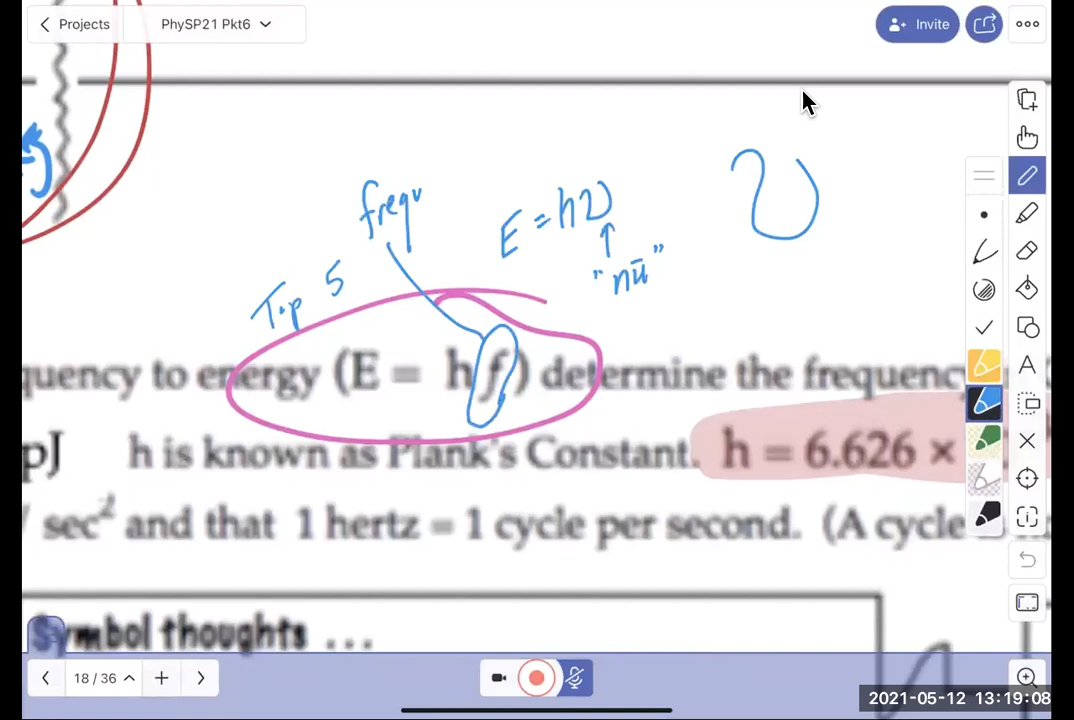 Projects
PhySP21 Pkt6
Invite
frequ
E = hν
"nū"
Top 5
quency to energy (E = hf) determine the frequency
pJ h is known as Plank's Constant. h = 6.626 ×
/ sec² and that 1 hertz = 1 cycle per second. (A cycle
Symbol thoughts ...
18 / 36
2021-05-12 13:19:08